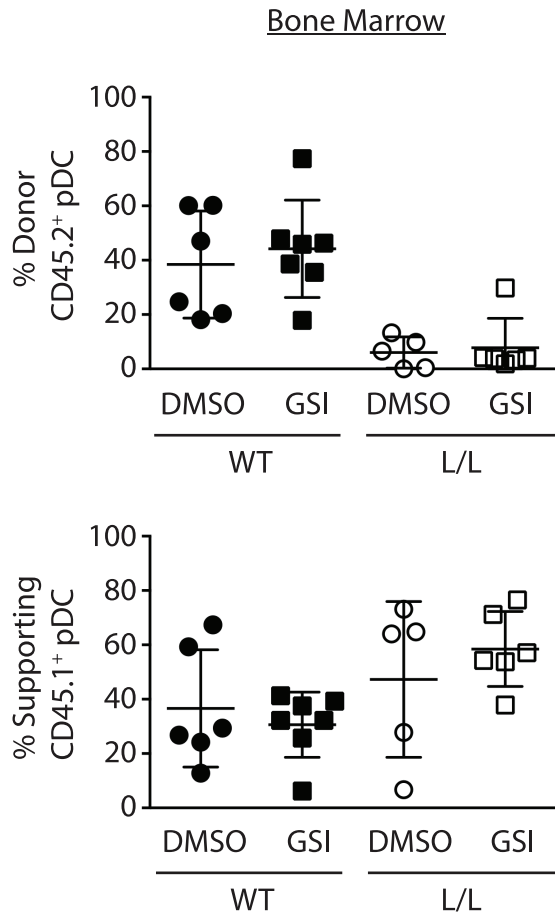 Bone Marrow
% Donor
CD45.2⁺ pDC
100
80
60
40
20
0
DMSO GSI DMSO GSI
WT L/L
% Supporting
CD45.1⁺ pDC
100
80
60
40
20
0
DMSO GSI DMSO GSI
WT L/L